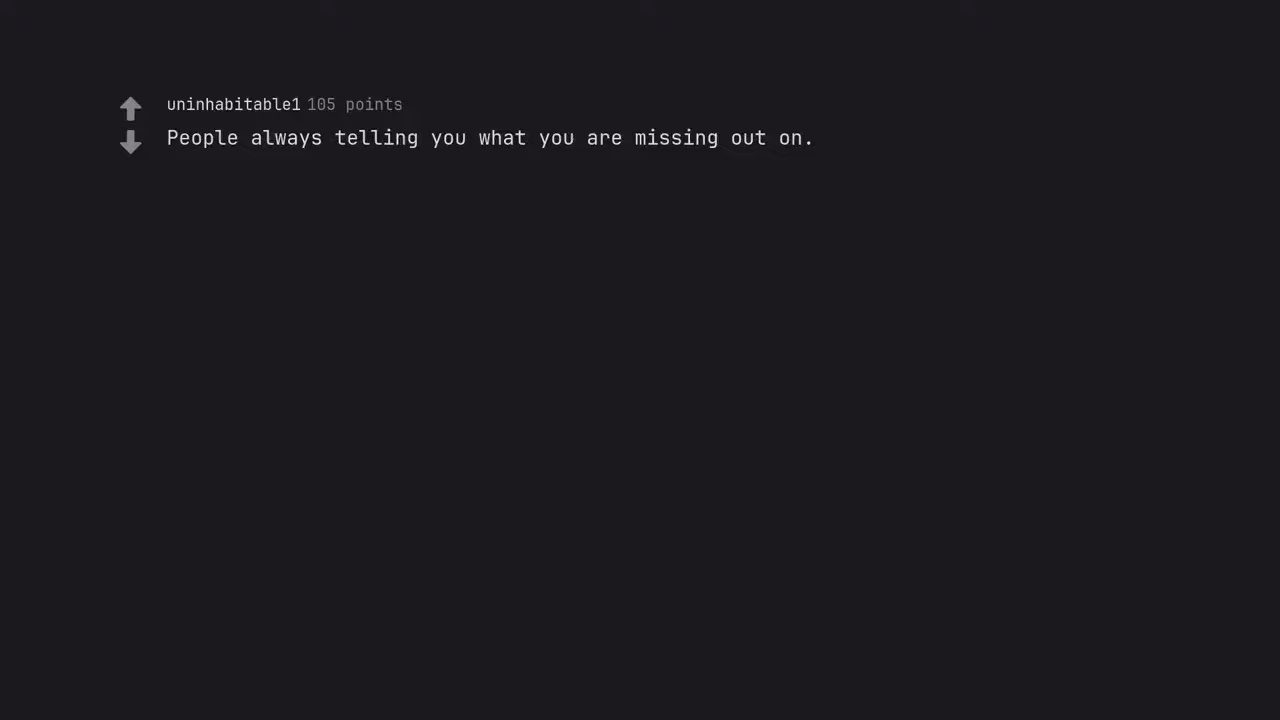 uninhabitable1 105 points
People always telling you what you are missing out on.